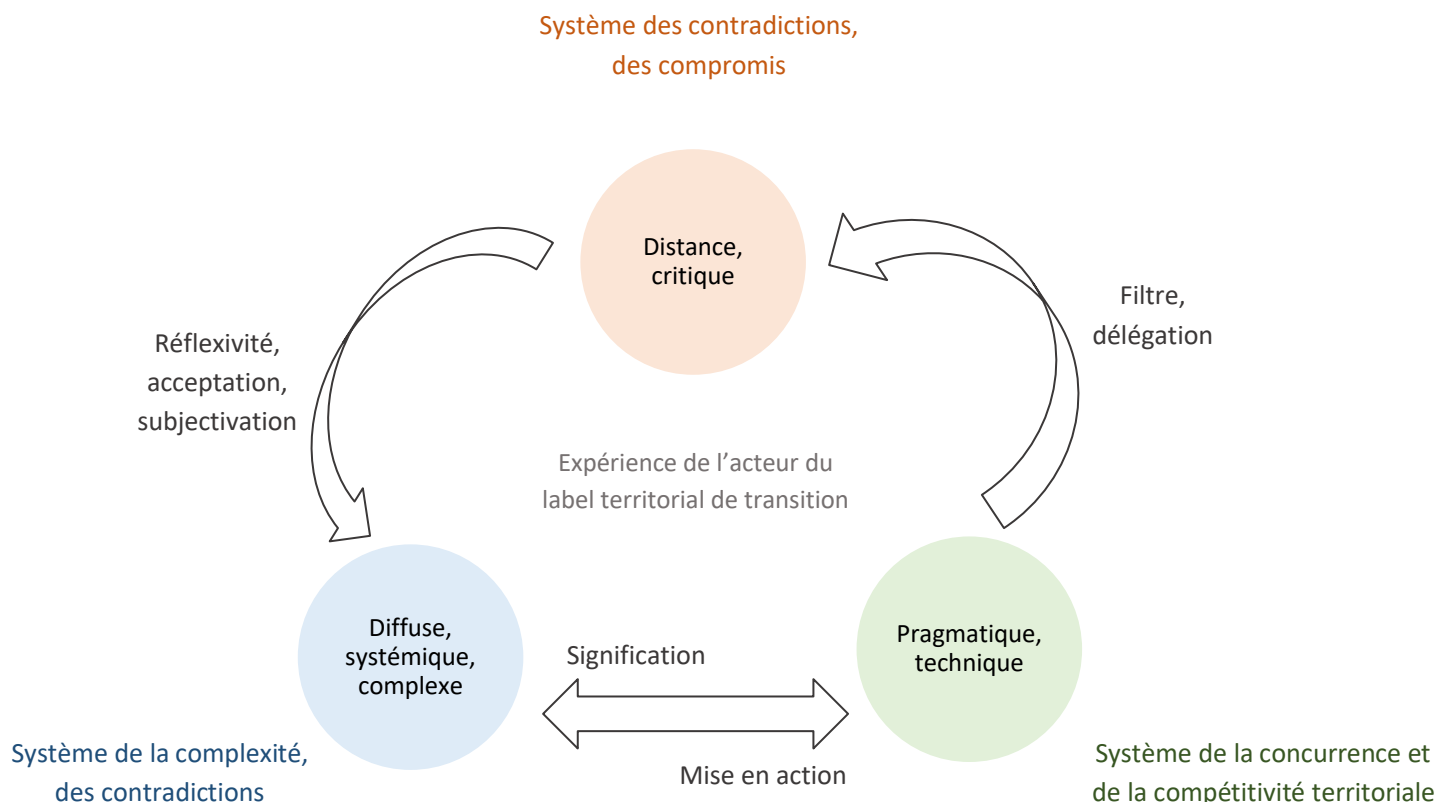 Système des contradictions,
des compromis
Distance,
critique
Filtre,
délégation
Réflexivité,
acceptation,
subjectivation
Expérience de l’acteur du
label territorial de transition
Diffuse,
systémique,
complexe
Signification
Pragmatique,
technique
Mise en action
Système de la complexité,
des contradictions
Système de la concurrence et
de la compétitivité territoriale